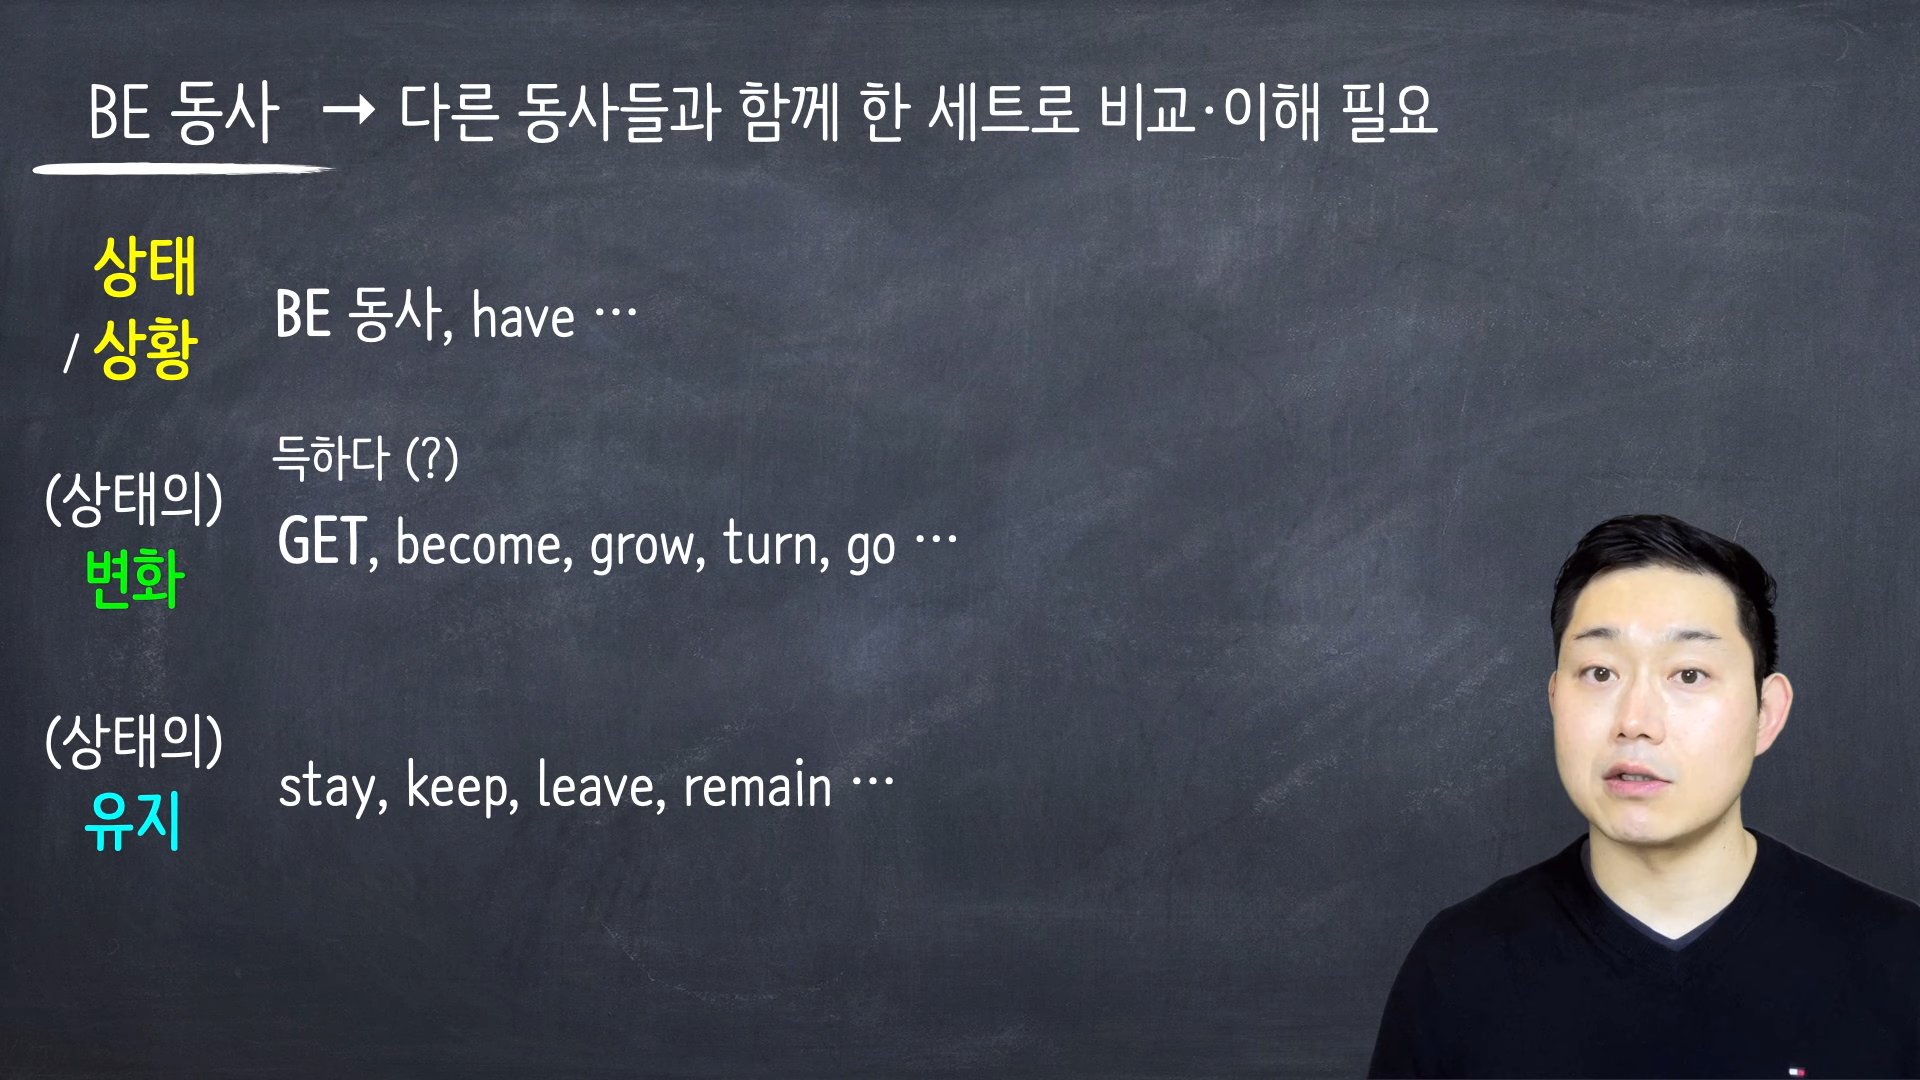 BE 동사 → 다른 동사들과 함께 한 세트로 비교·이해 필요
상태
/ 상황
BE 동사, have …
득하다 (?)
(상태의)
변화
GET, become, grow, turn, go …
(상태의)
유지
stay, keep, leave, remain …